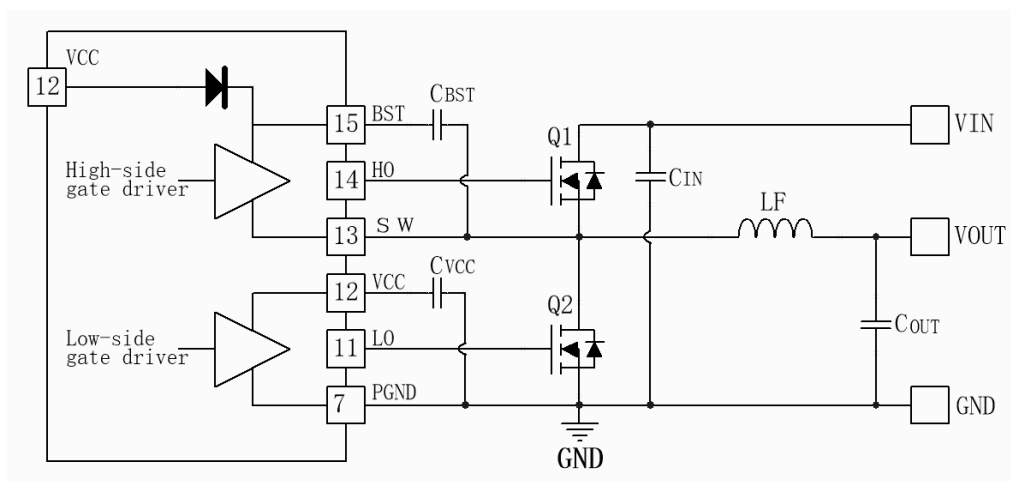 VCC
12
CBST
15
BST
VIN
Q1
High-side
gate driver
14
HO
CIN
LF
13
SW
VOUT
CVCC
12
VCC
Q2
Low-side
gate driver
11
LO
COUT
7
PGND
GND
GND